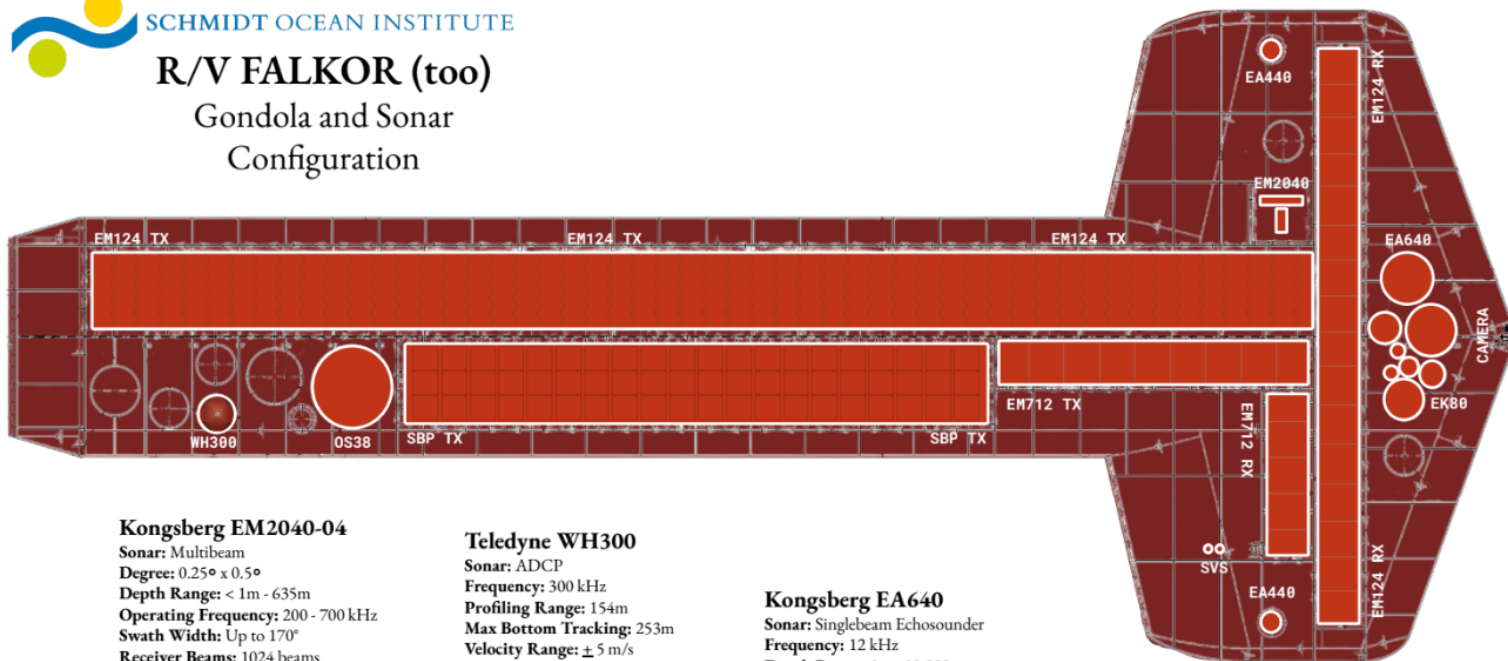 SCHMIDT OCEAN INSTITUTE
R/V FALKOR (too)
Gondola and Sonar
Configuration
EA440
EM124 RX
EM2040
EM124 TX
EM124 TX
EM124 TX
EA640
CAMERA
EM712 TX
EK80
WH300
OS38
SBP TX
SBP TX
EM712 RX
SVS
EA440
EM124 RX
Kongsberg EM2040-04
Sonar: Multibeam
Degree: 0.25° x 0.5°
Depth Range: < 1m - 635m
Operating Frequency: 200 - 700 kHz
Swath Width: Up to 170°
Receiver Beams: 1024 beams
Teledyne WH300
Sonar: ADCP
Frequency: 300 kHz
Profiling Range: 154m
Max Bottom Tracking: 253m
Velocity Range: ± 5 m/s
Kongsberg EA640
Sonar: Singlebeam Echosounder
Frequency: 12 kHz